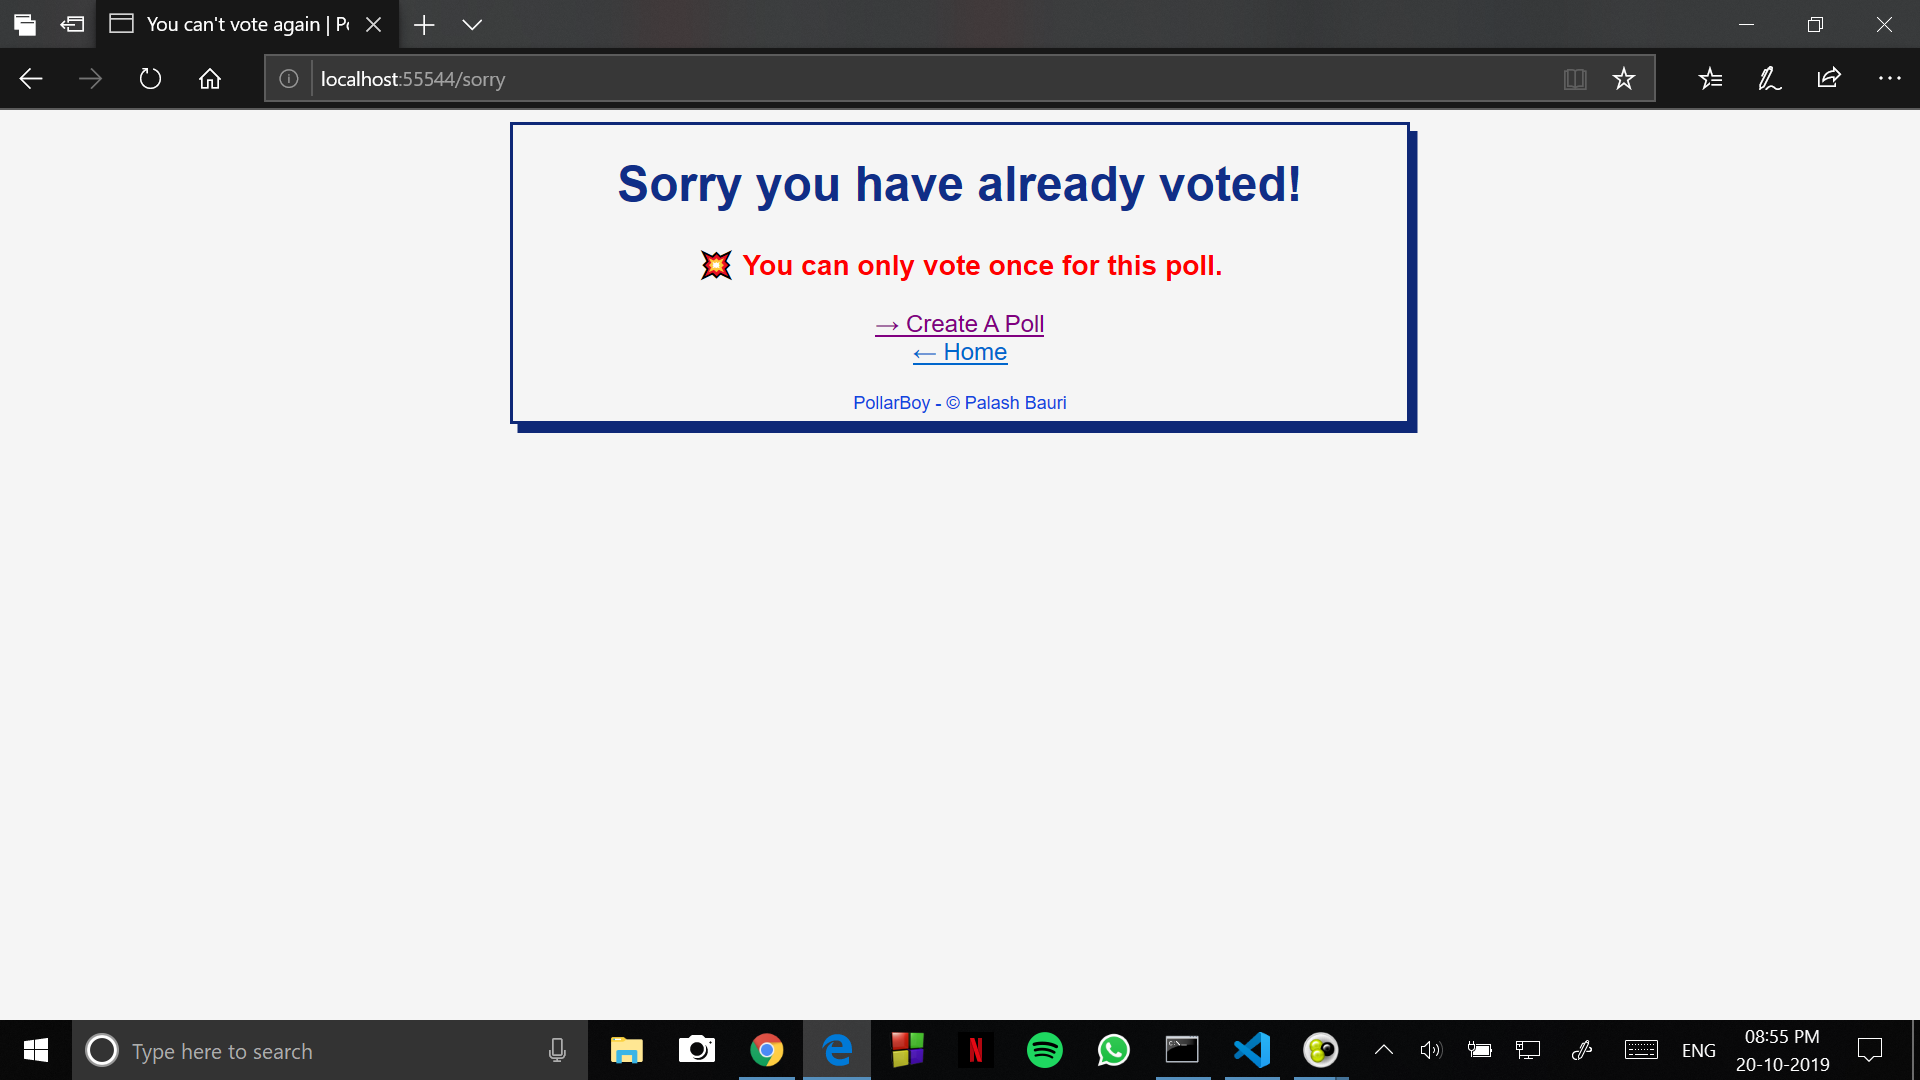 You can't vote again | Po
localhost:55544/sorry
Sorry you have already voted!
💥 You can only vote once for this poll.
→ Create A Poll
← Home
PollarBoy - © Palash Bauri
Type here to search
ENG
08:55 PM
20-10-2019